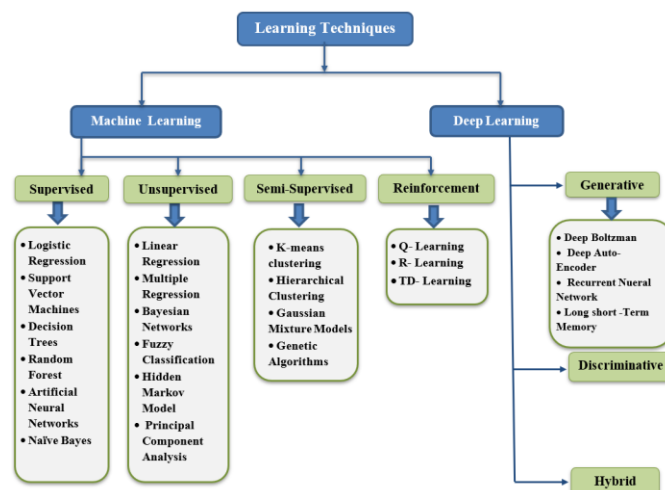 Learning Techniques
Machine Learning
Deep Learning
Supervised
Unsupervised
Semi-Supervised
Reinforcement
Generative
• Logistic
Regression
• Support
Vector
Machines
• Decision
Trees
• Random
Forest
• Artificial
Neural
Networks
• Naïve Bayes
• Linear
Regression
• Multiple
Regression
• Bayesian
Networks
• Fuzzy
Classification
• Hidden
Markov
Model
• Principal
Component
Analysis
• K-means
clustering
• Hierarchical
Clustering
• Gaussian
Mixture Models
• Genetic
Algorithms
• Q- Learning
• R- Learning
• TD- Learning
• Deep Boltzman
• Deep Auto-
Encoder
• Recurrent Nueral
Network
• Long short -Term
Memory
Discriminative
Hybrid